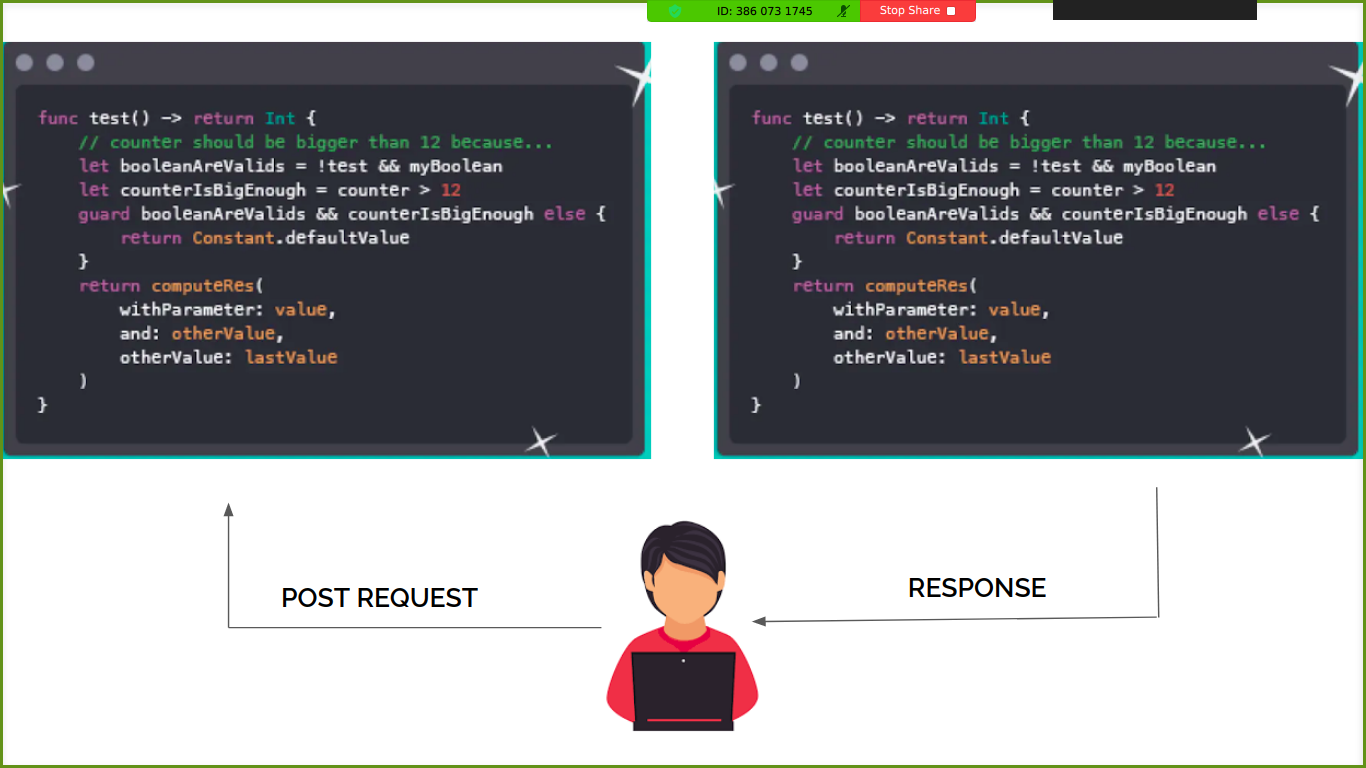 ID: 386 073 1745
Stop Share
func test() -> return Int {
// counter should be bigger than 12 because...
let booleanAreValids = !test && myBoolean
let counterIsBigEnough = counter > 12
guard booleanAreValids && counterIsBigEnough else {
return Constant.defaultValue
}
return computeRes(
withParameter: value,
and: otherValue,
otherValue: lastValue
)
}
func test() -> return Int {
// counter should be bigger than 12 because...
let booleanAreValids = !test && myBoolean
let counterIsBigEnough = counter > 12
guard booleanAreValids && counterIsBigEnough else {
return Constant.defaultValue
}
return computeRes(
withParameter: value,
and: otherValue,
otherValue: lastValue
)
}
POST REQUEST
RESPONSE